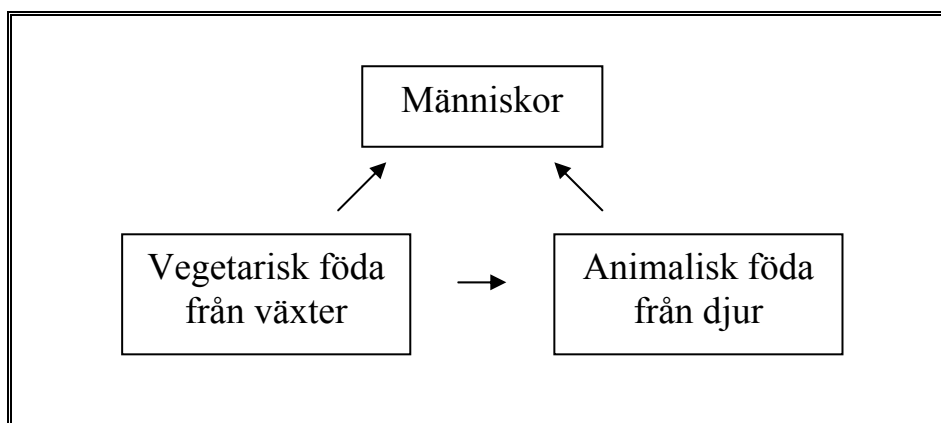 Människor
Vegetarisk föda
från växter
Animalisk föda
från djur